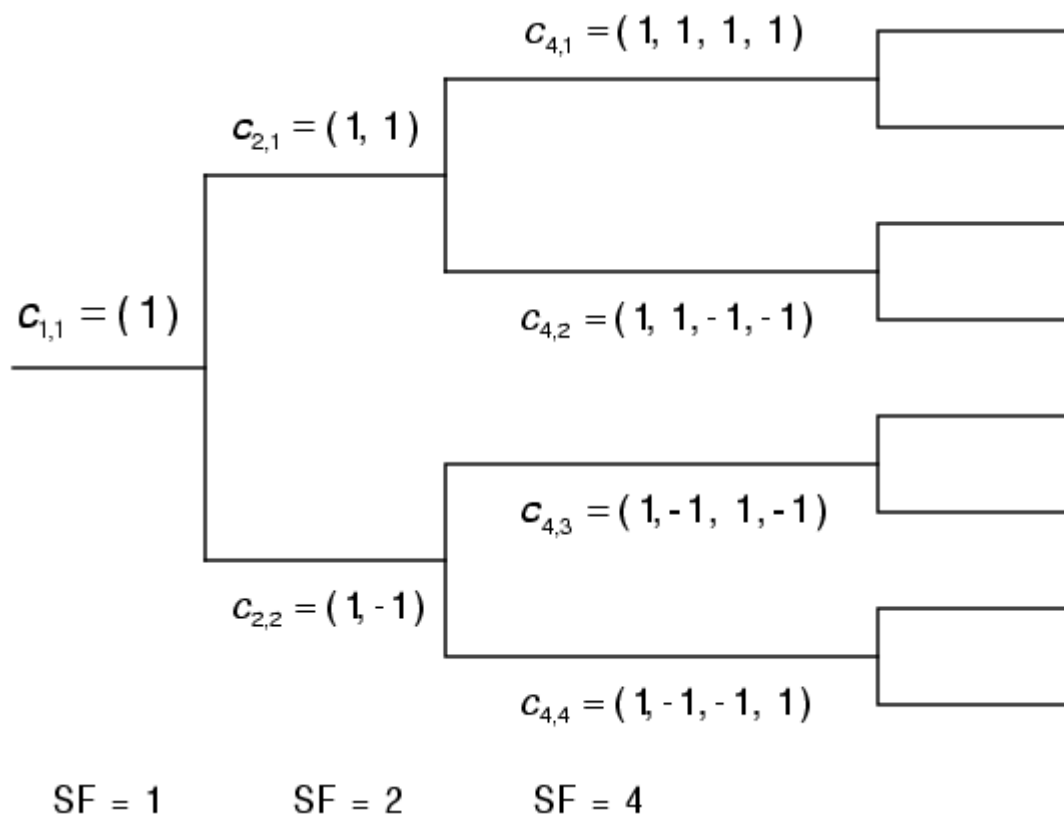 c4,1 = ( 1, 1, 1, 1 )
c2,1 = ( 1, 1 )
c1,1 = ( 1 )
c4,2 = ( 1, 1, - 1, - 1 )
c4,3 = ( 1, - 1, 1, - 1 )
c2,2 = ( 1, - 1 )
c4,4 = ( 1, - 1, - 1, 1 )
SF = 1 SF = 2 SF = 4